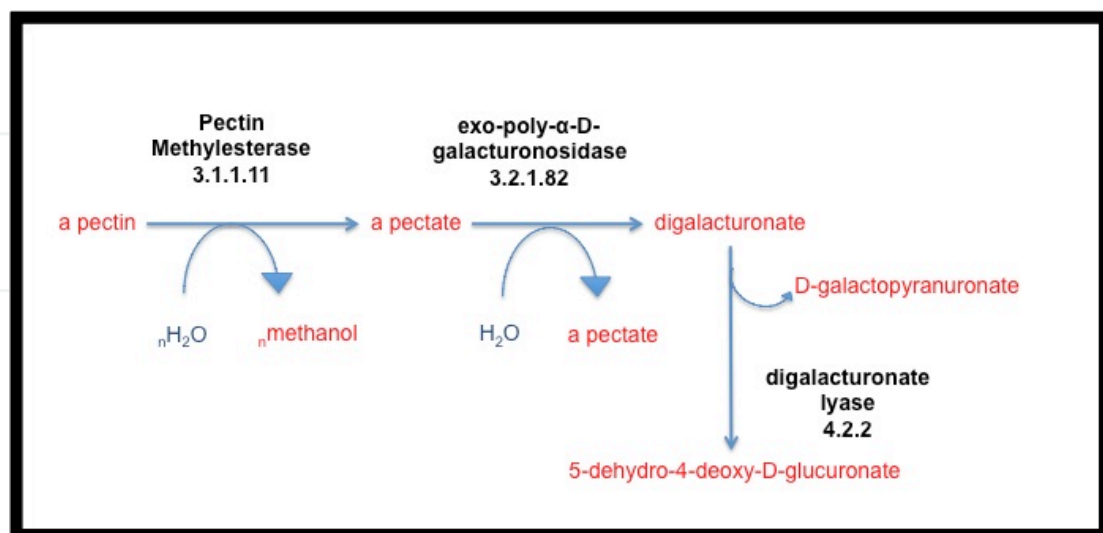 Pectin
Methylesterase
3.1.1.11
exo-poly-α-D-
galacturonosidase
3.2.1.82
a pectin
a pectate
digalacturonate
D-galactopyranuronate
ₙH₂O
ₙmethanol
H₂O
a pectate
digalacturonate
lyase
4.2.2
5-dehydro-4-deoxy-D-glucuronate